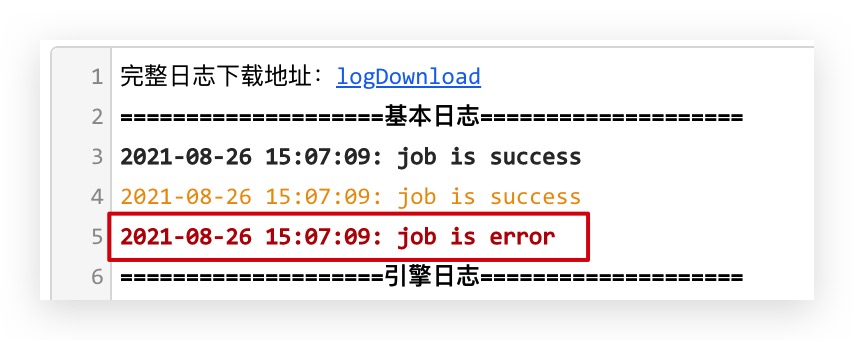 1 完整日志下载地址：logDownload
2 ====================基本日志====================
3 2021-08-26 15:07:09: job is success
4 2021-08-26 15:07:09: job is success
5 2021-08-26 15:07:09: job is error
6 ====================引擎日志====================